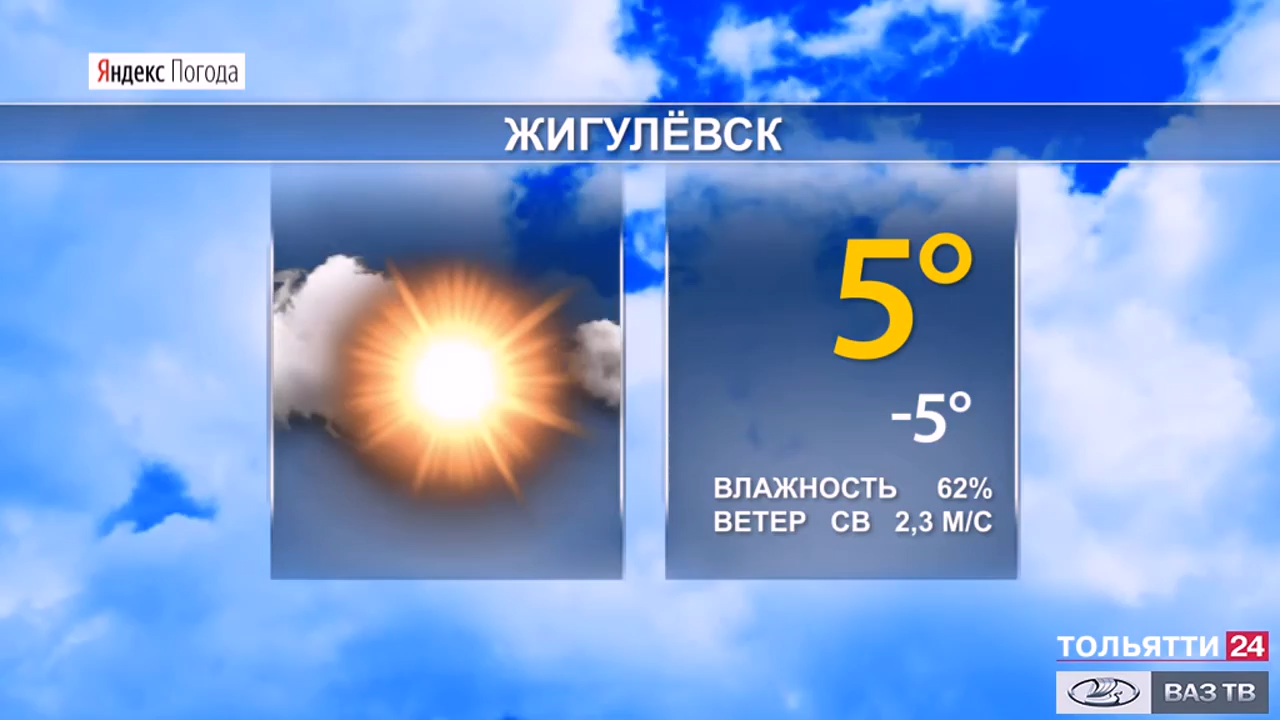 Яндекс Погода
ЖИГУЛЁВСК
5°
-5°
ВЛАЖНОСТЬ 62%
ВЕТЕР СВ 2,3 М/С
ТОЛЬЯТТИ 24
ВАЗ ТВ